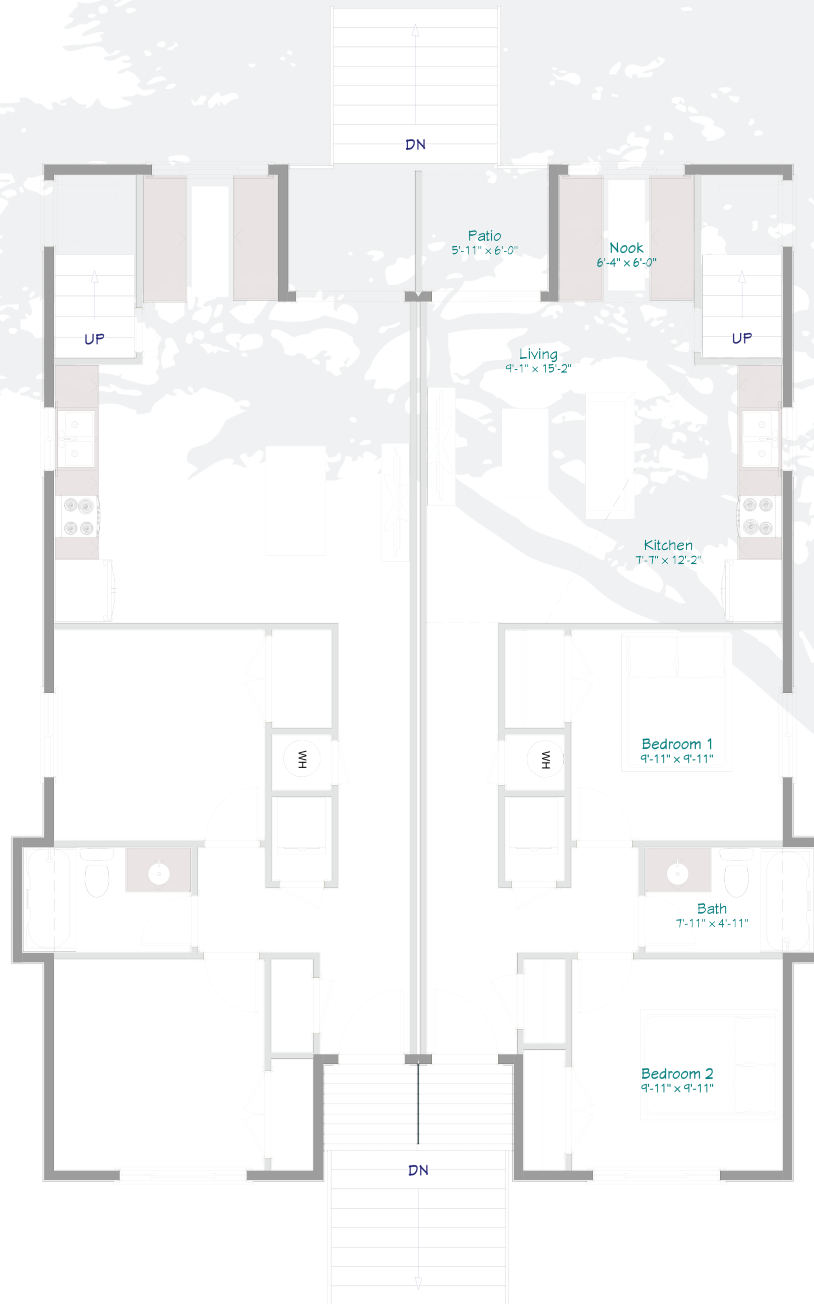 DN
Patio
5'-11" x 6'-0"
Nook
6'-4" x 6'-0"
UP
UP
Living
9'-1" x 15'-2"
Kitchen
7'-7" x 12'-2"
WH
WH
Bedroom 1
9'-11" x 9'-11"
Bath
7'-11" x 4'-11"
Bedroom 2
9'-11" x 9'-11"
DN